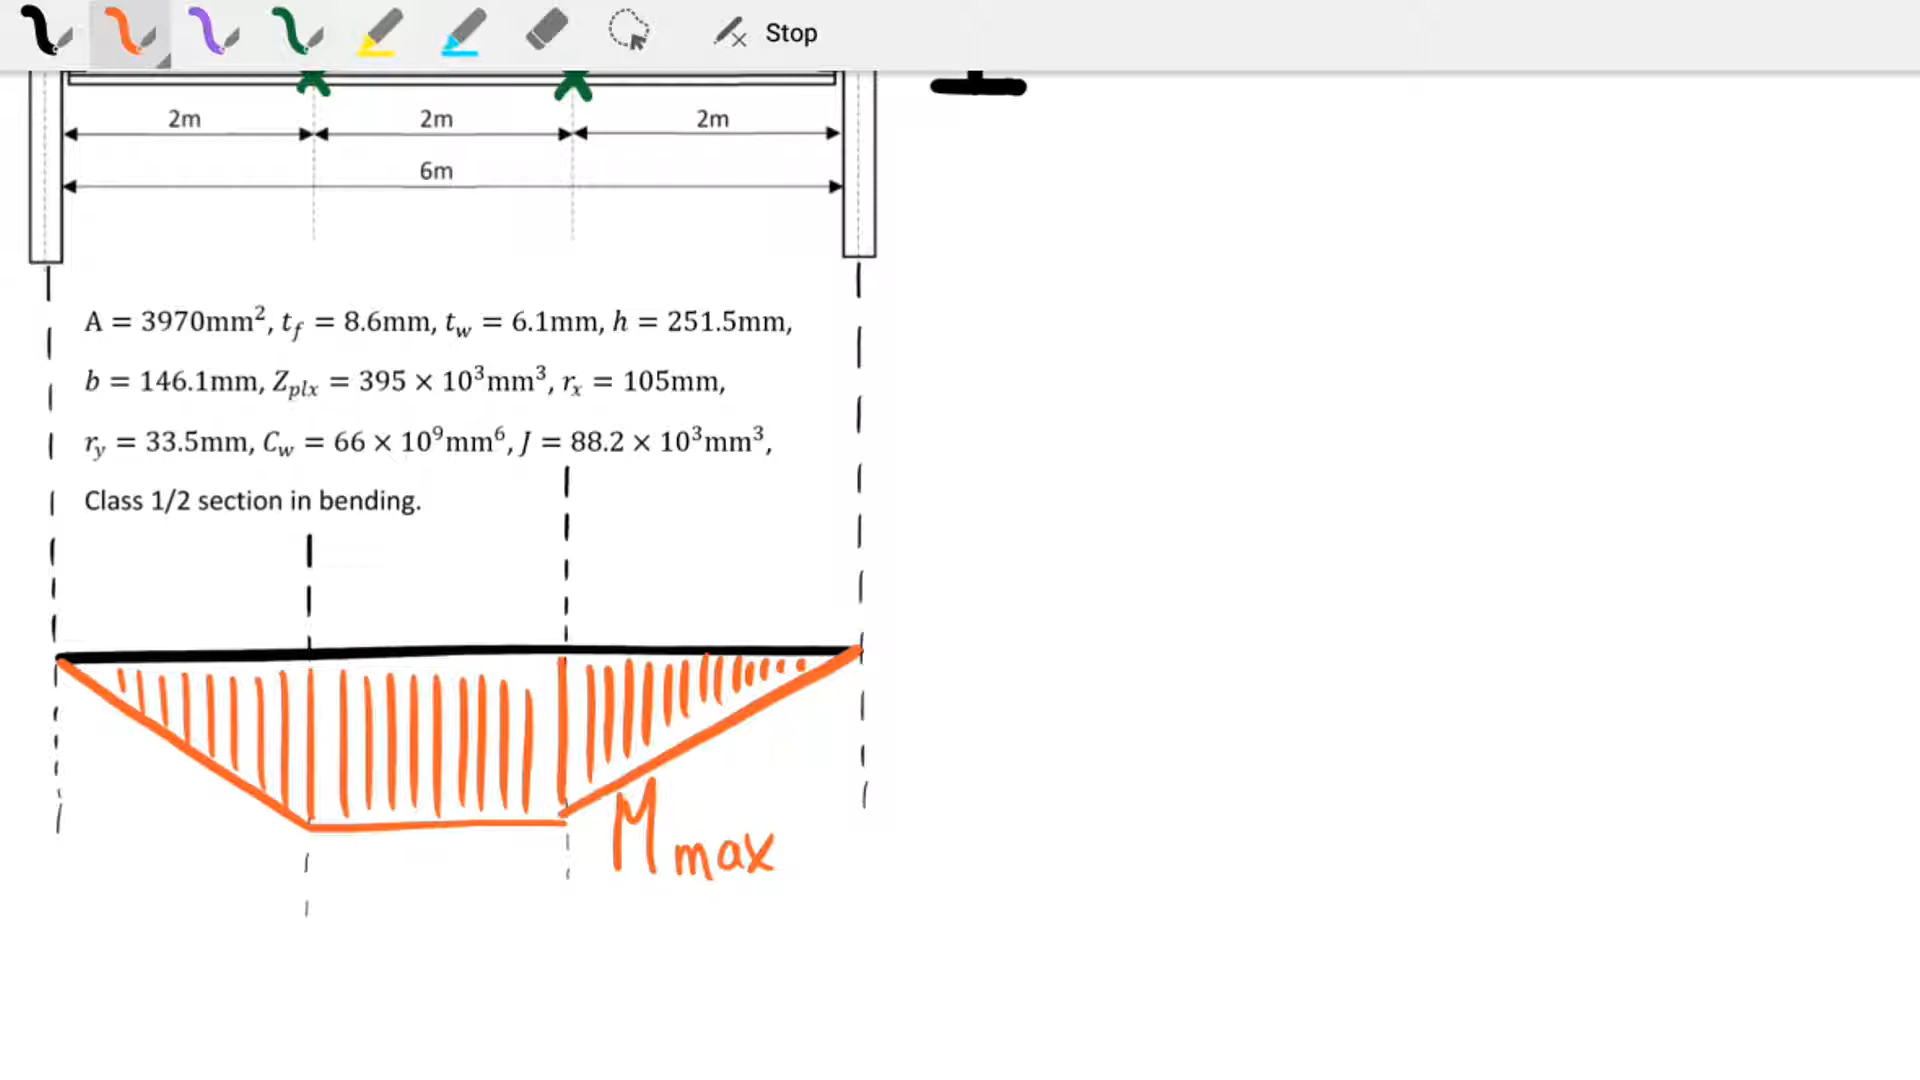 Stop
2m 2m 2m
6m
A = 3970mm², t_f = 8.6mm, t_w = 6.1mm, h = 251.5mm,
b = 146.1mm, Z_plx = 395 × 10³mm³, r_x = 105mm,
r_y = 33.5mm, C_w = 66 × 10⁹mm⁶, J = 88.2 × 10³mm³,
Class 1/2 section in bending.
M max